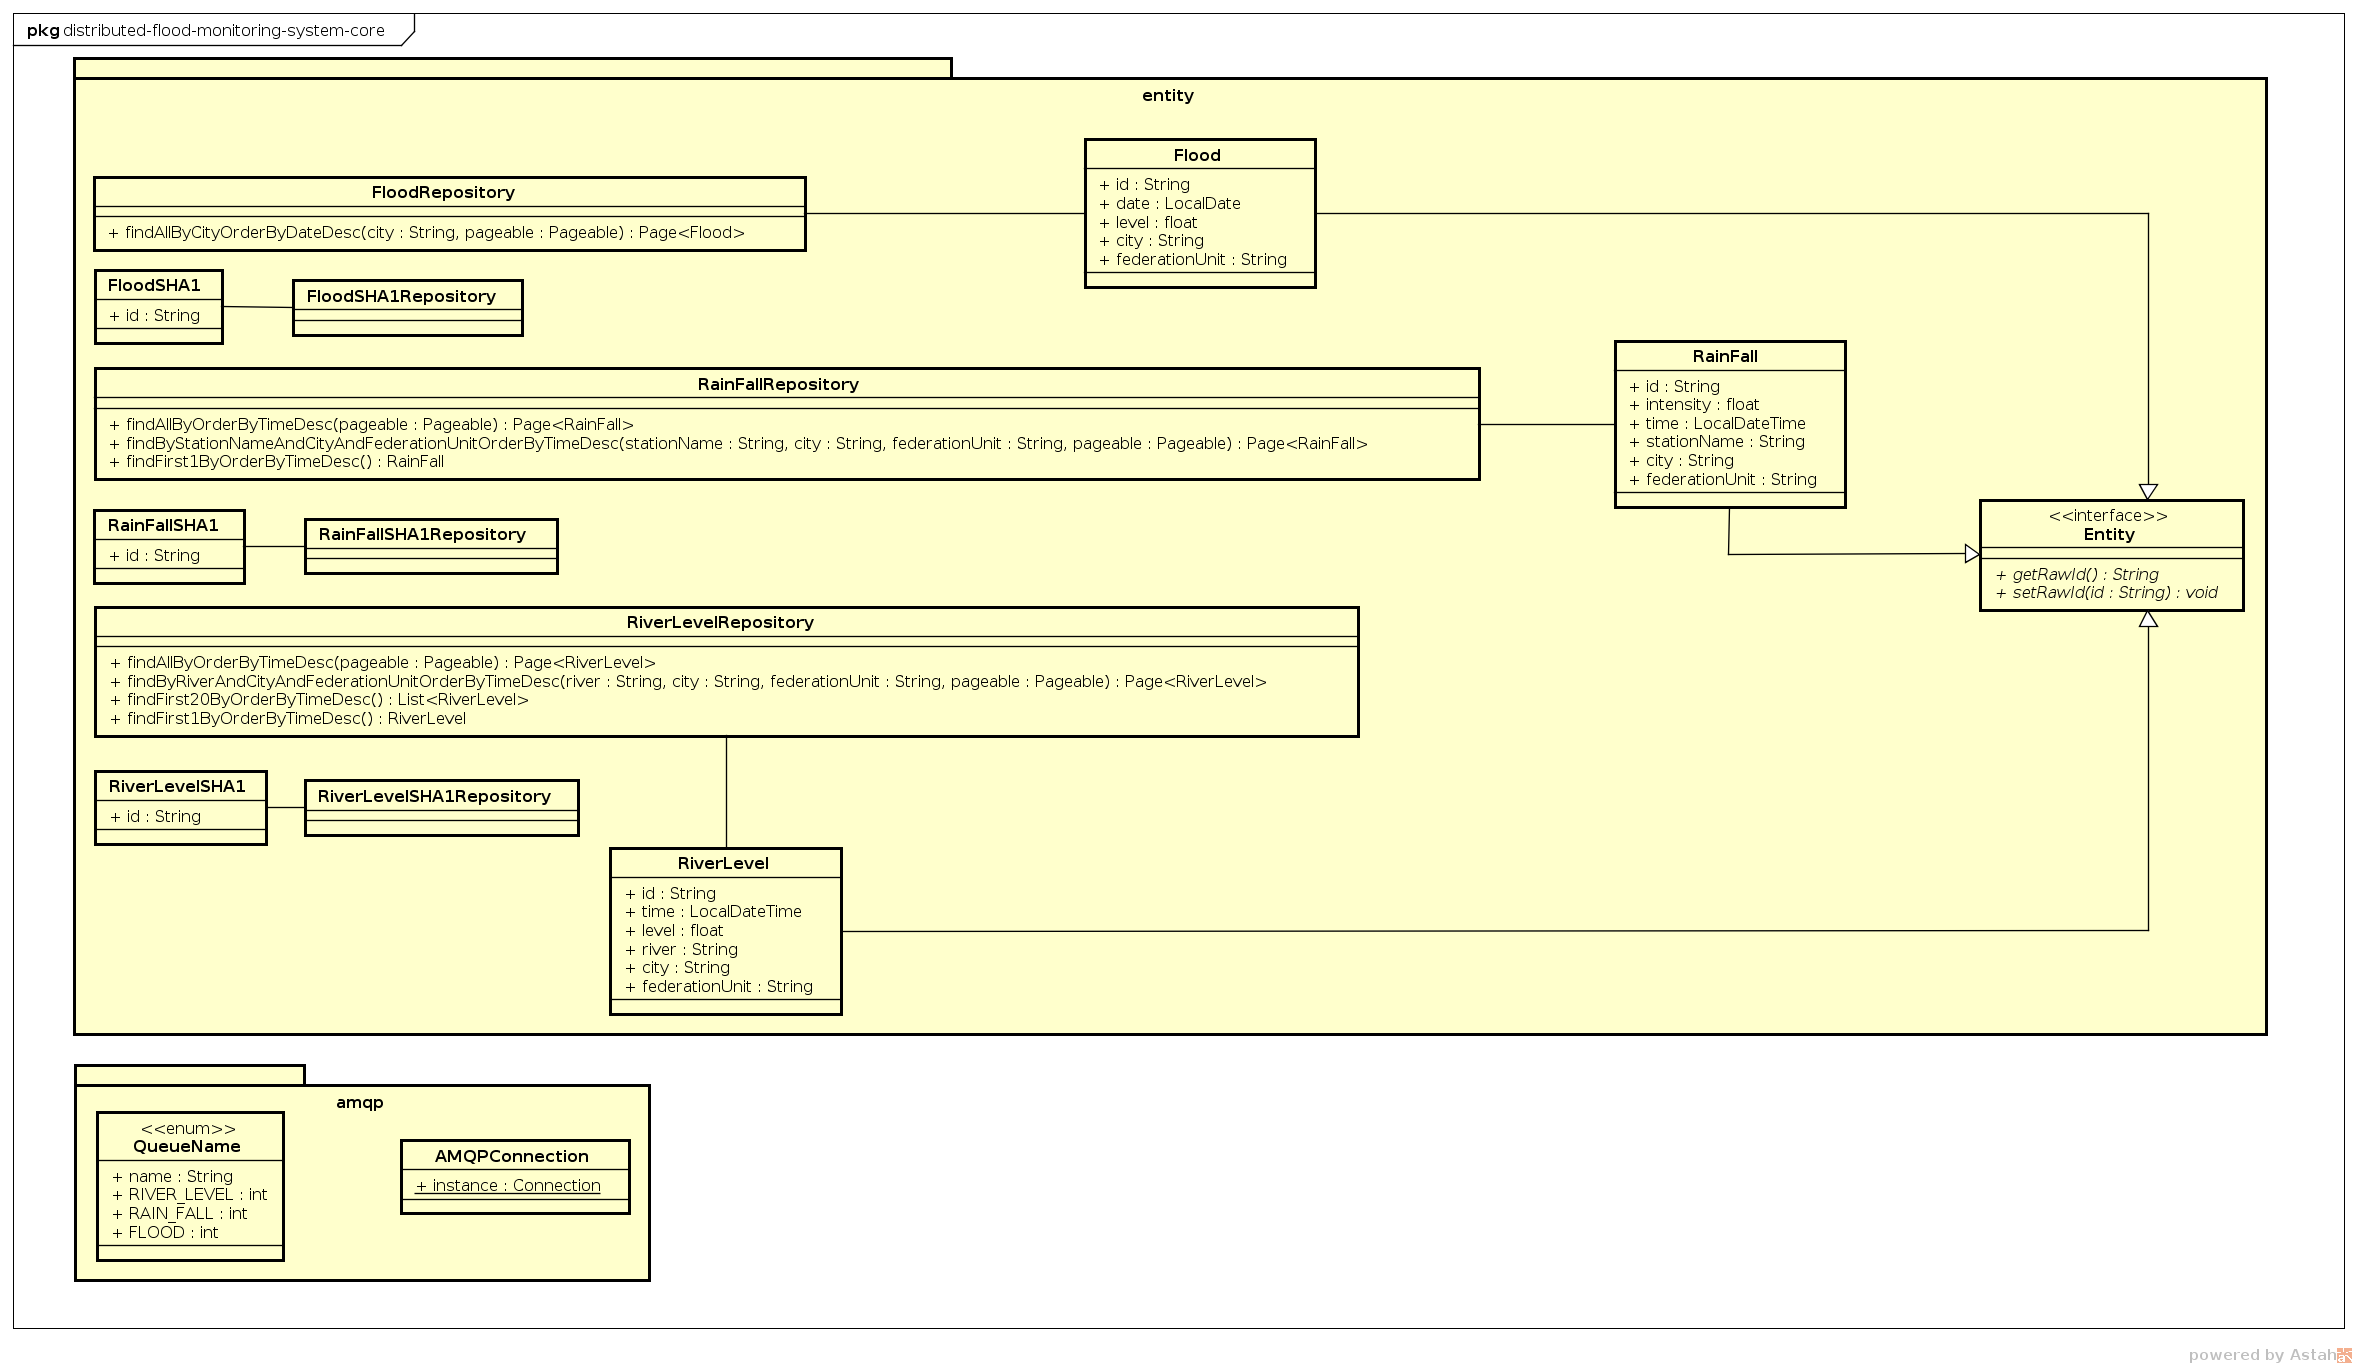 pkg distributed-flood-monitoring-system-core
entity
Flood
+ id : String
+ date : LocalDate
+ level : float
+ city : String
+ federationUnit : String
FloodRepository
+ findAllByCityOrderByDateDesc(city : String, pageable : Pageable) : Page<Flood>
FloodSHA1
+ id : String
FloodSHA1Repository
RainFall
+ id : String
+ intensity : float
+ time : LocalDateTime
+ stationName : String
+ city : String
+ federationUnit : String
RainFallRepository
+ findAllByOrderByTimeDesc(pageable : Pageable) : Page<RainFall>
+ findByStationNameAndCityAndFederationUnitOrderByTimeDesc(stationName : String, city : String, federationUnit : String, pageable : Pageable) : Page<RainFall>
+ findFirst1ByOrderByTimeDesc() : RainFall
<<interface>>
Entity
+ getRawId() : String
+ setRawId(id : String) : void
RainFallSHA1
+ id : String
RainFallSHA1Repository
RiverLevelRepository
+ findAllByOrderByTimeDesc(pageable : Pageable) : Page<RiverLevel>
+ findByRiverAndCityAndFederationUnitOrderByTimeDesc(river : String, city : String, federationUnit : String, pageable : Pageable) : Page<RiverLevel>
+ findFirst20ByOrderByTimeDesc() : List<RiverLevel>
+ findFirst1ByOrderByTimeDesc() : RiverLevel
RiverLevelSHA1
+ id : String
RiverLevelSHA1Repository
RiverLevel
+ id : String
+ time : LocalDateTime
+ level : float
+ river : String
+ city : String
+ federationUnit : String
amqp
<<enum>>
QueueName
+ name : String
+ RIVER_LEVEL : int
+ RAIN_FALL : int
+ FLOOD : int
AMQPConnection
+ instance : Connection
powered by Astah